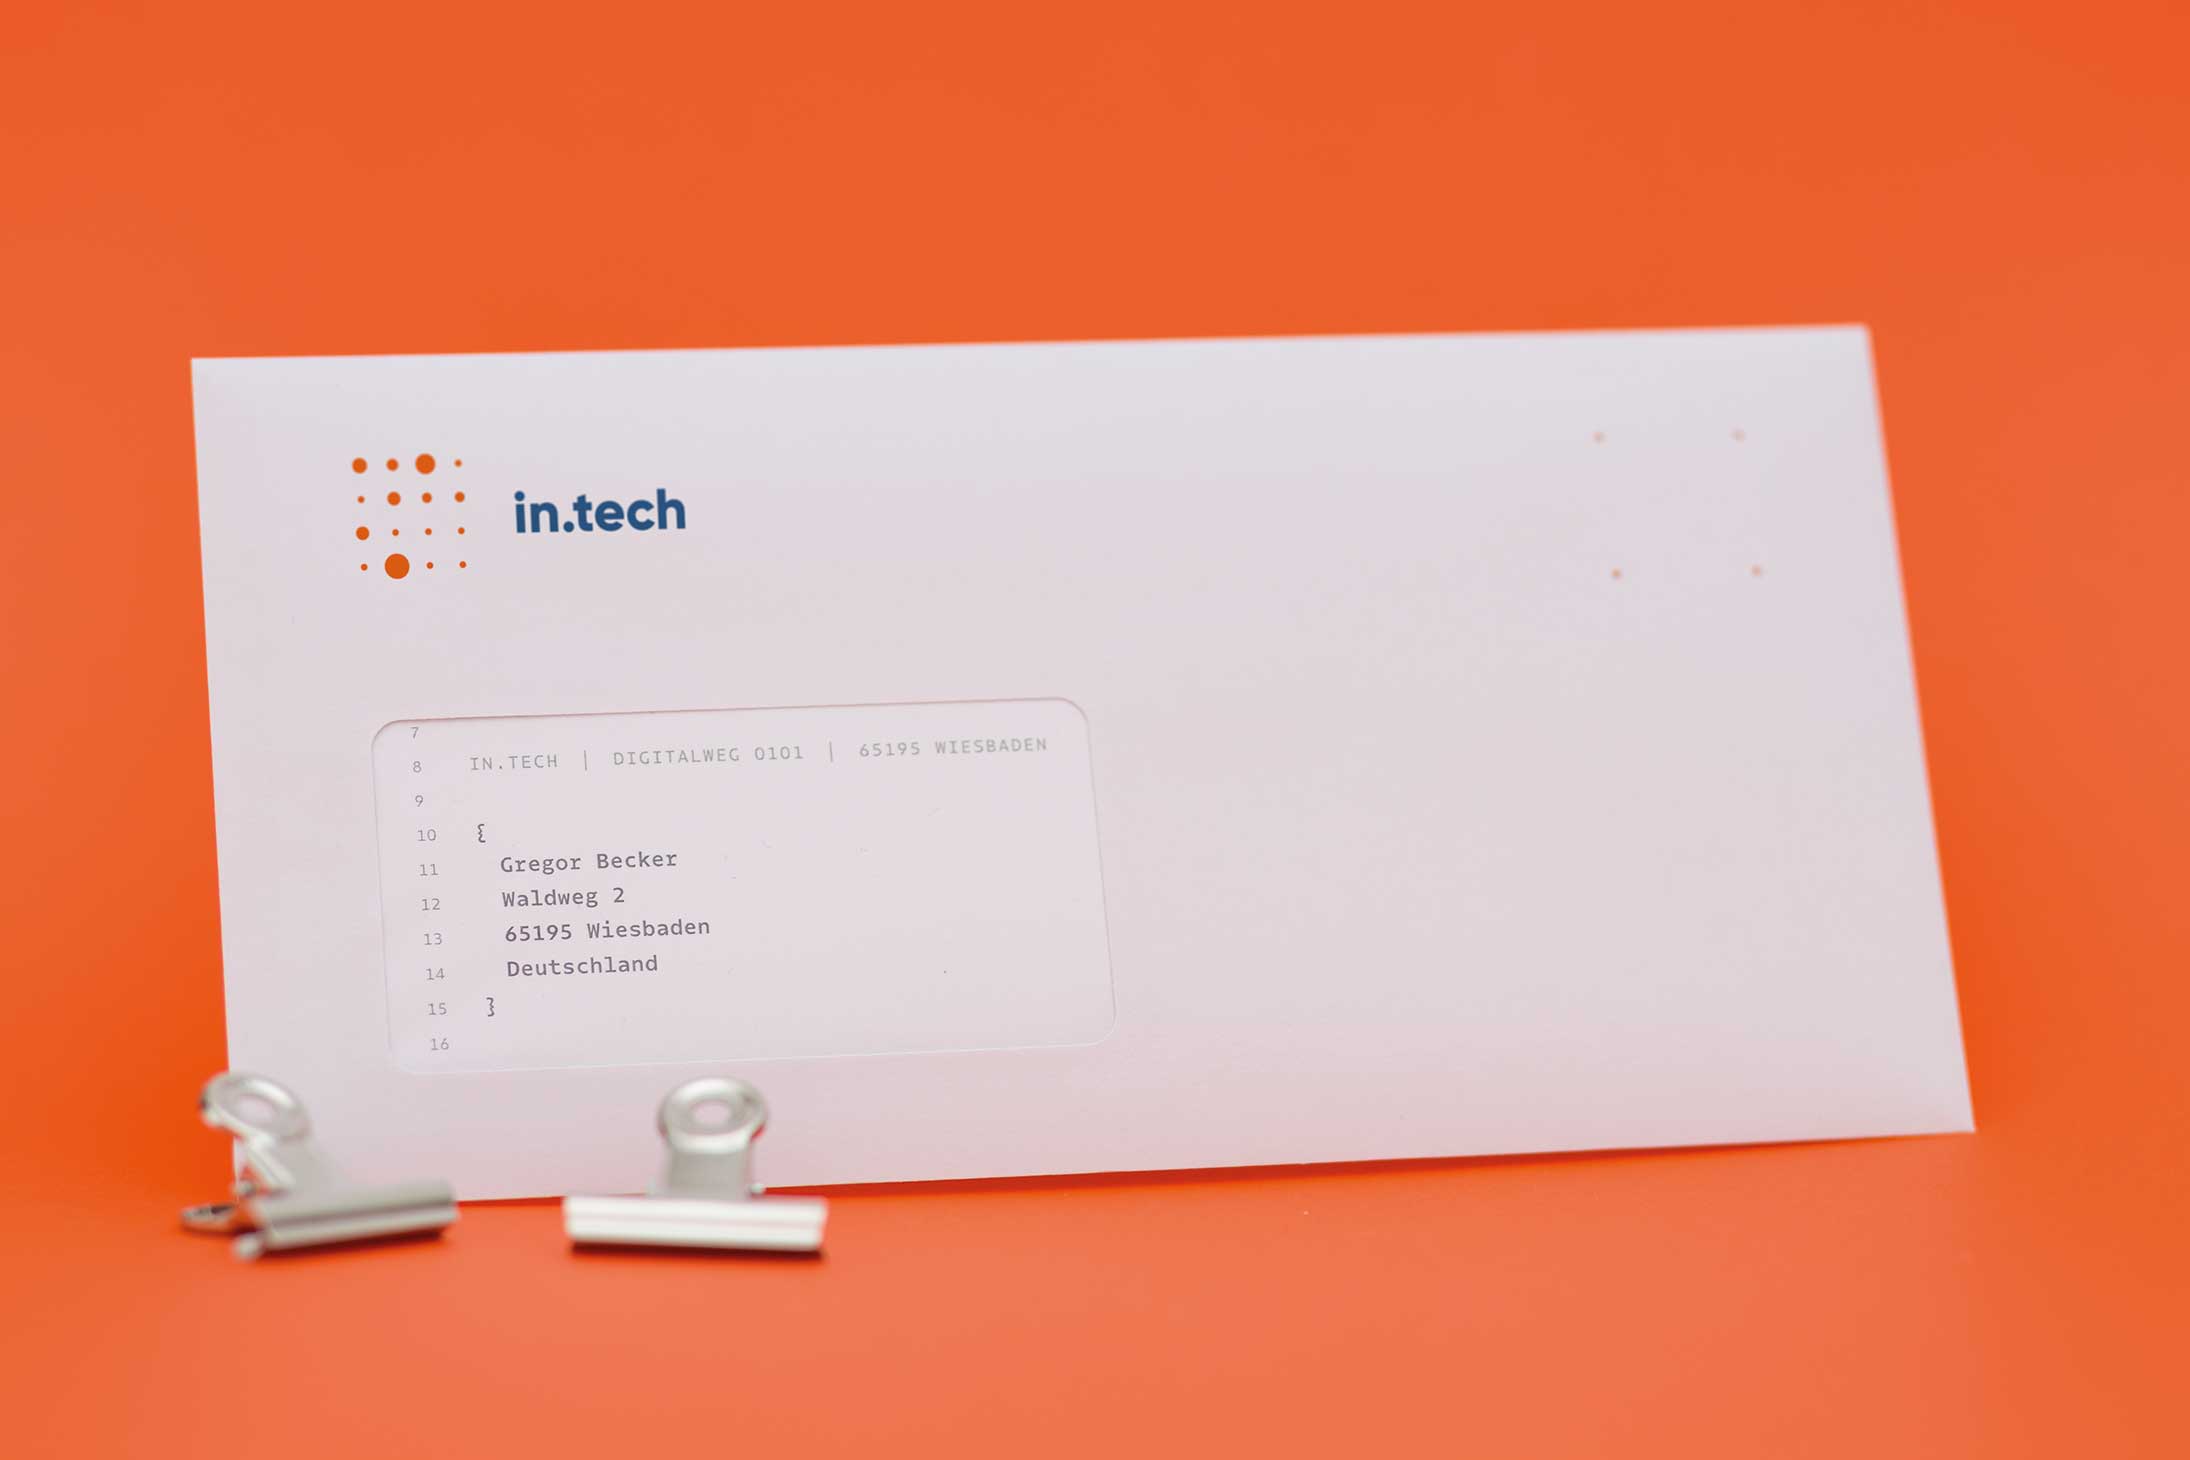 in.tech
7
8 IN.TECH | DIGITALWEG 0101 | 65195 WIESBADEN
9
10 {
11 Gregor Becker
12 Waldweg 2
13 65195 Wiesbaden
14 Deutschland
15 }
16